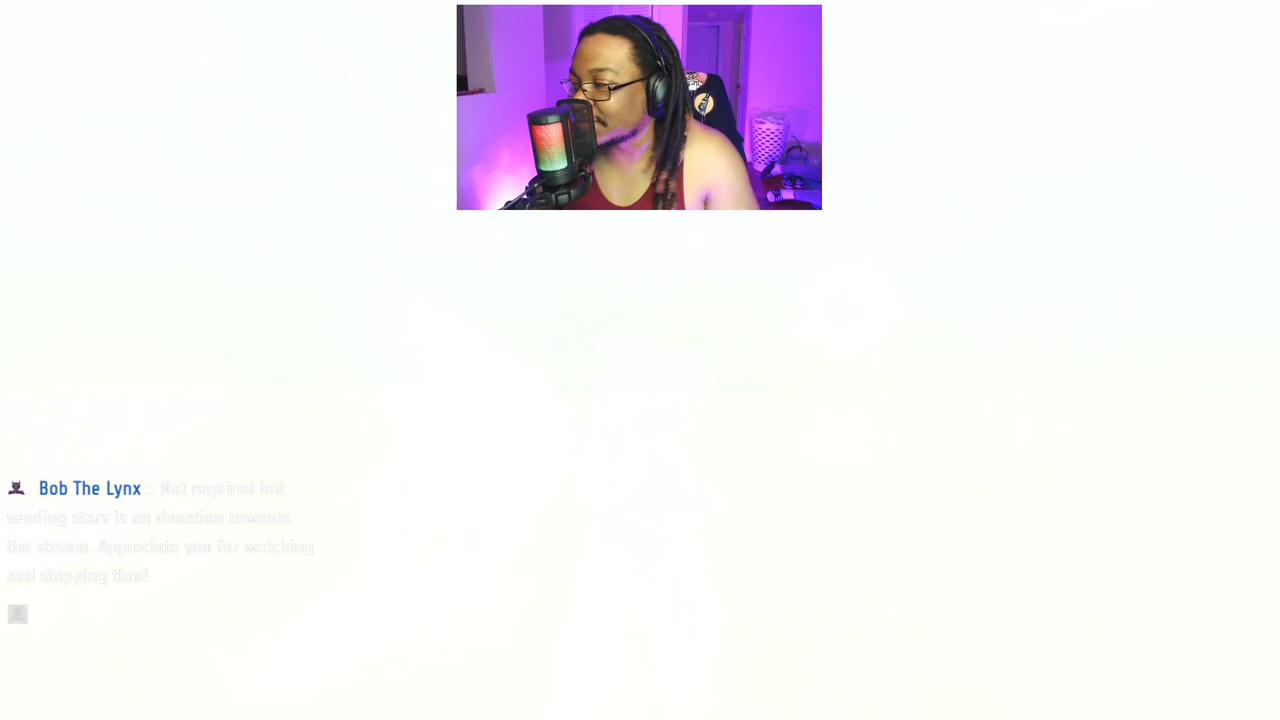 Bob The Lynx : Not required but
sending stars is an donation towards
the stream. Appreciate you for watching
and stopping thru!